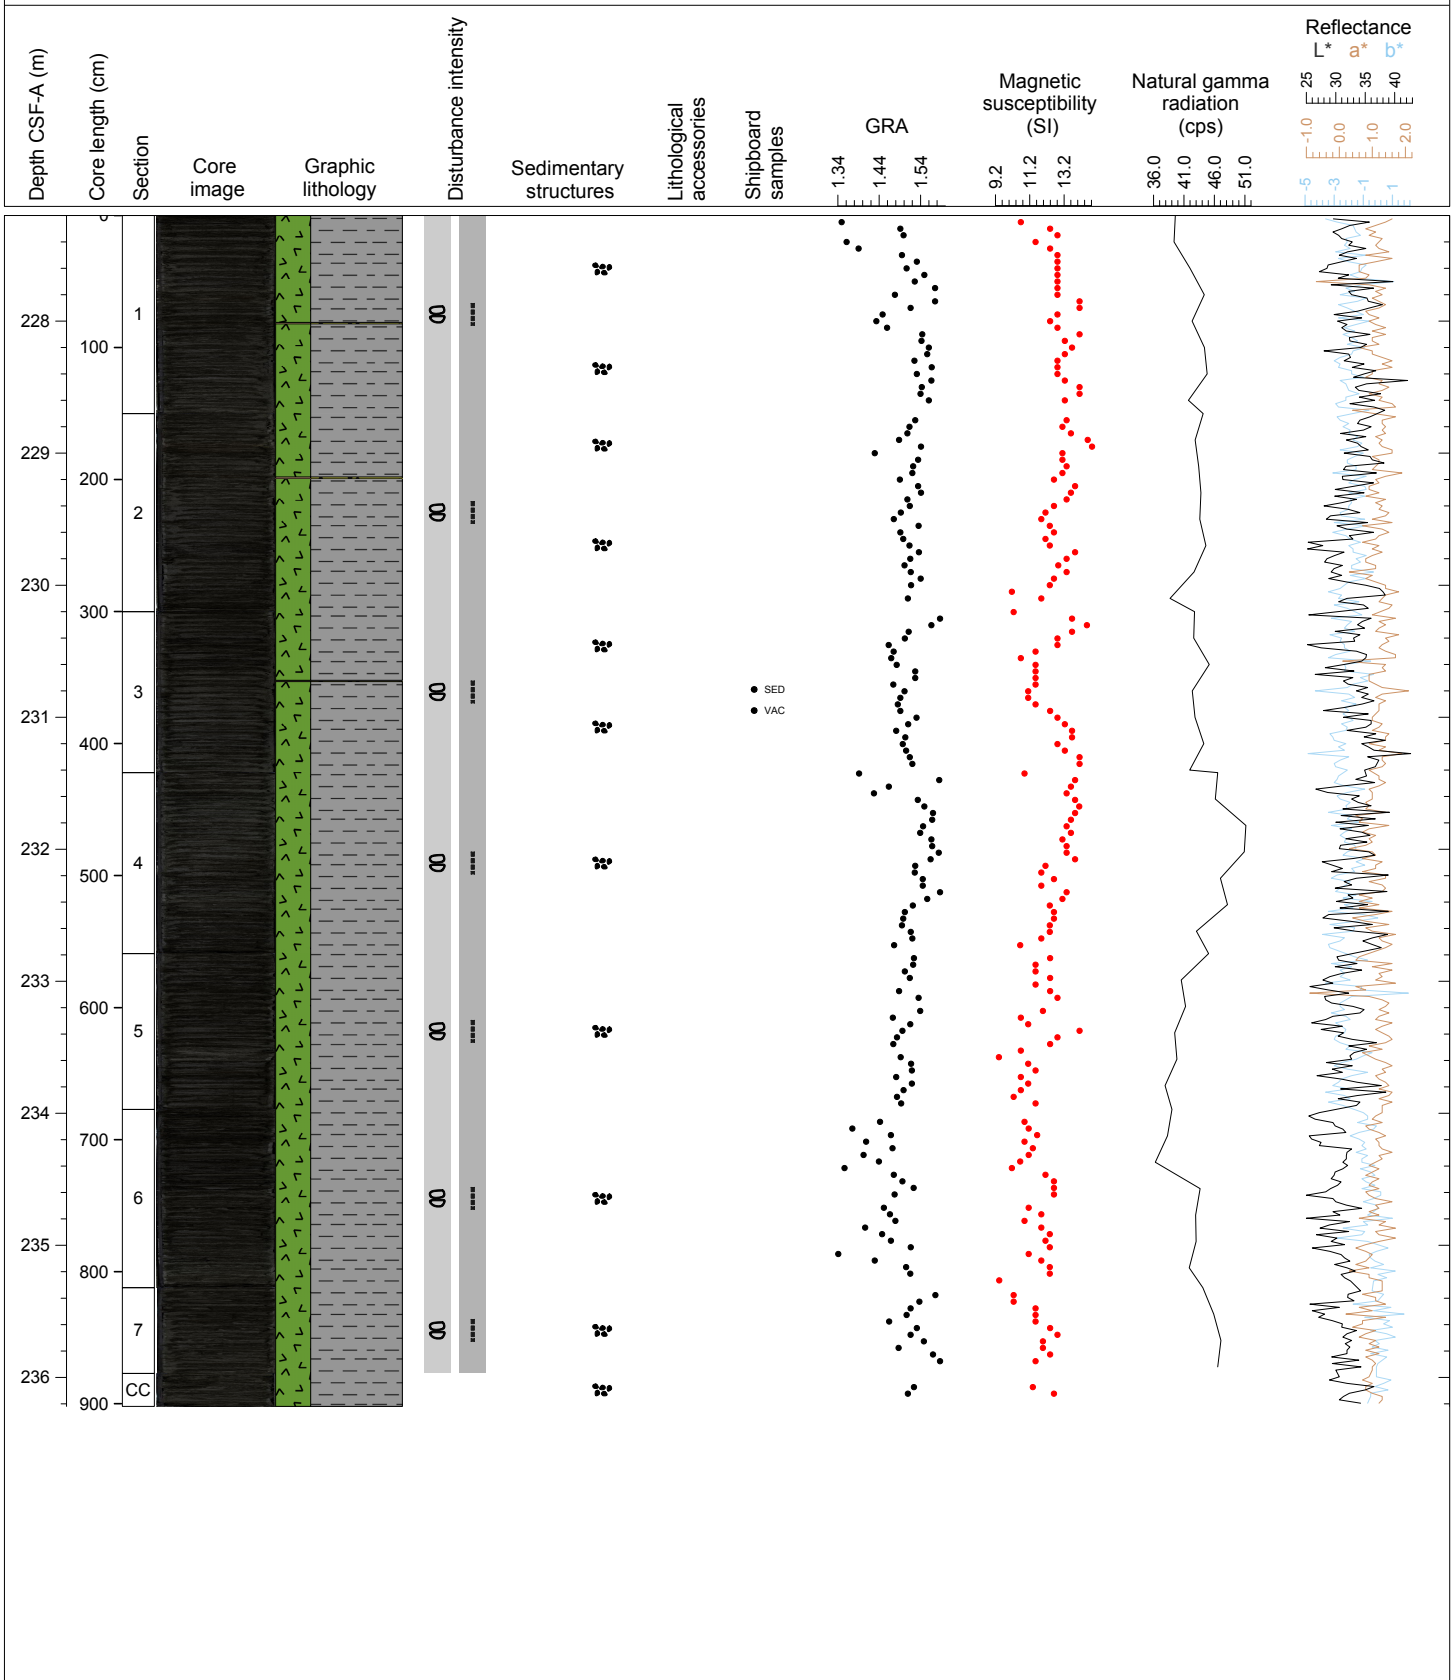 Depth CSF-A (m)
Core length (cm)
Section
Core
image
Graphic
lithology
Disturbance intensity
Sedimentary
structures
Lithological
accessories
Shipboard
samples
GRA
1.34 1.44 1.54
Magnetic
susceptibility
(SI)
9.2 11.2 13.2
Natural gamma
radiation
(cps)
36.0 41.0 46.0 51.0
Reflectance
L* a* b*
25 30 35 40
-1.0 0.0 1.0 2.0
-5 -3 -1 1
0
1
228
100
229
200
2
230
300
3
SED
VAC
231
400
232
4
500
233
600
5
234
700
6
235
800
7
236
CC
900